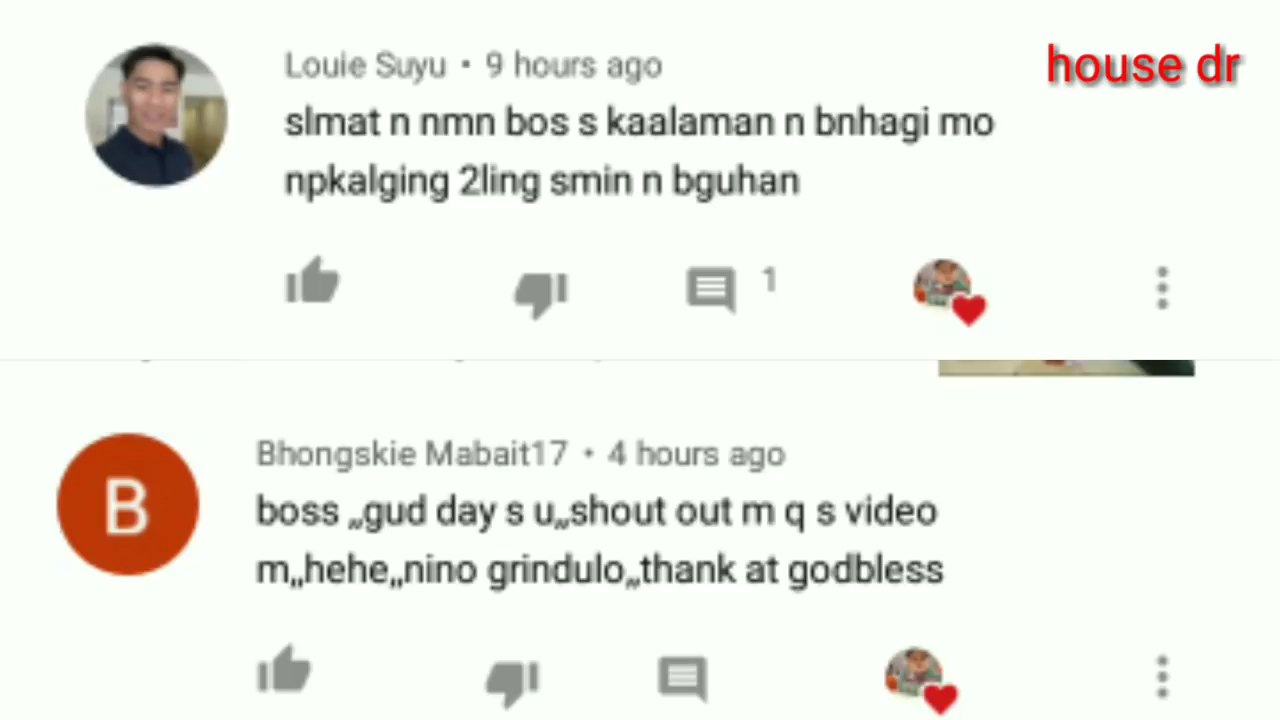 Louie Suyu • 9 hours ago
house dr
slmat n nmn bos s kaalaman n bnhagi mo
npkalging 2ling smin n bguhan
1
B
Bhongskie Mabait17 • 4 hours ago
boss ,,gud day s u,,shout out m q s video
m,,hehe,,nino grindulo,,thank at godbless